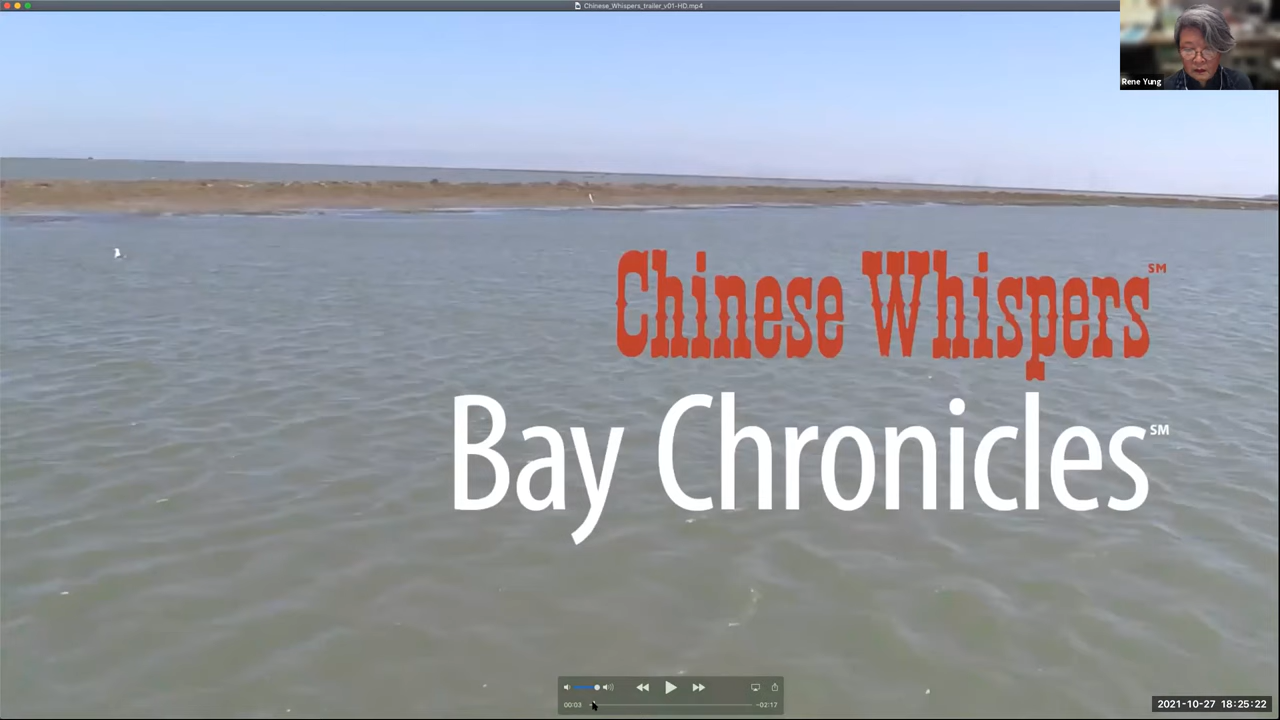 Chinese_Whispers_trailer_v01-HD.mp4
Rene Yung
Chinese Whispers℠
Bay Chronicles℠
00:03
-02:17
2021-10-27 18:25:22